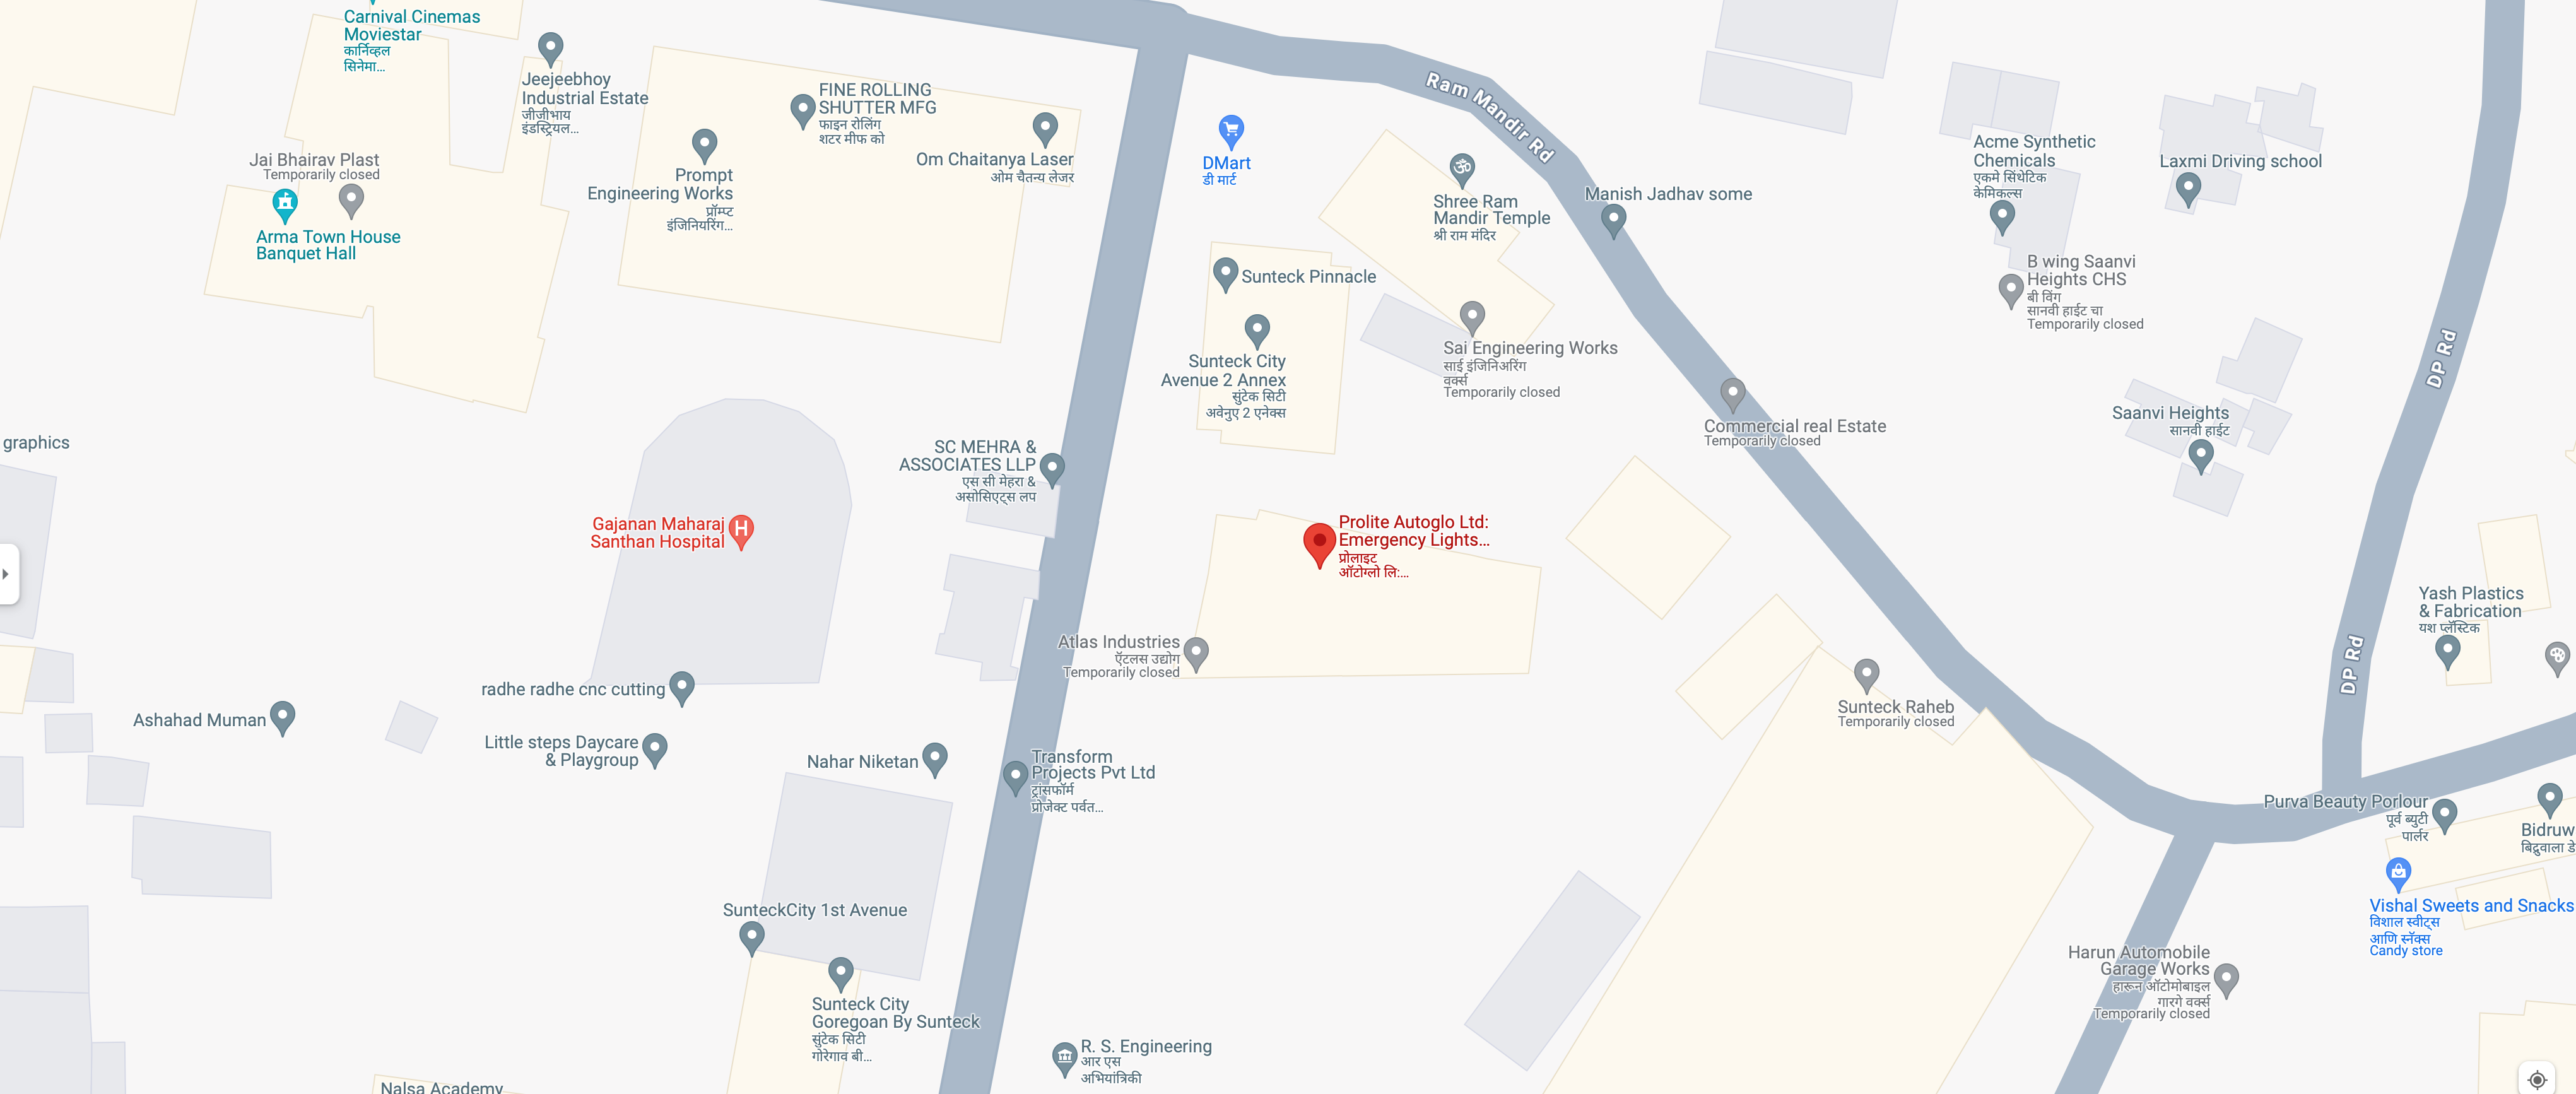 Carnival Cinemas
Moviestar
कार्निव्हल
सिनेमा...
Jeejeebhoy
Industrial Estate
जीजीभाय
इंडस्ट्रियल...
FINE ROLLING
SHUTTER MFG
फाइन रोलिंग
शटर मीफ को
Om Chaitanya Laser
ओम चैतन्य लेजर
Prompt
Engineering Works
प्रॉम्प्ट
इंजिनियरिंग...
Jai Bhairav Plast
Temporarily closed
Arma Town House
Banquet Hall
DMart
डी मार्ट
Ram Mandir Rd
Shree Ram
Mandir Temple
श्री राम मंदिर
Manish Jadhav some
Acme Synthetic
Chemicals
एकमे सिंथेटिक
केमिकल्स
Laxmi Driving school
B wing Saanvi
Heights CHS
बी विंग
सानवी हाईट चा
Temporarily closed
Sunteck Pinnacle
Sunteck City
Avenue 2 Annex
सुंटेक सिटी
अवेनुए 2 एनेक्स
Sai Engineering Works
साई इंजिनिअरिंग
वर्क्स
Temporarily closed
DP Rd
Commercial real Estate
Temporarily closed
Saanvi Heights
सानवी हाईट
graphics
SC MEHRA &
ASSOCIATES LLP
एस सी मेहरा &
असोसिएट्स लप
Gajanan Maharaj
Santhan Hospital
Prolite Autoglo Ltd:
Emergency Lights...
प्रोलाइट
ऑटोग्लो लि:...
Atlas Industries
ऍटलस उद्योग
Temporarily closed
Yash Plastics
& Fabrication
यश प्लॅस्टिक
DP Rd
radhe radhe cnc cutting
Ashahad Muman
Little steps Daycare
& Playgroup
Nahar Niketan
Transform
Projects Pvt Ltd
ट्रांसफॉर्म
प्रोजेक्ट पर्वत...
Sunteck Raheb
Temporarily closed
Purva Beauty Porlour
पूर्व ब्युटी
पार्लर
Bidruw
बिद्रुवाला डे
Vishal Sweets and Snacks
विशाल स्वीट्स
आणि स्नॅक्स
Candy store
SunteckCity 1st Avenue
Sunteck City
Goregoan By Sunteck
सुंटेक सिटी
गोरेगाव बी...
Harun Automobile
Garage Works
हारून ऑटोमोबाइल
गारगे वर्क्स
Temporarily closed
R. S. Engineering
आर एस
अभियांत्रिकी
Nalsa Academy